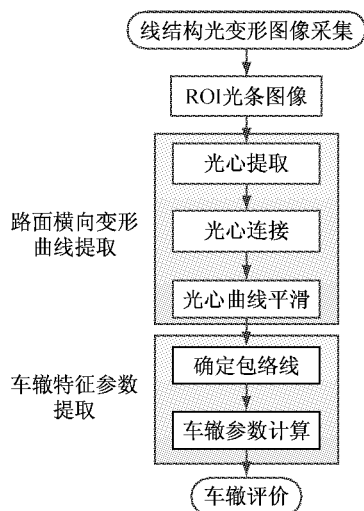 线结构光变形图像采集
ROI光条图像
路面横向变形
曲线提取
光心提取
光心连接
光心曲线平滑
车辙特征参数
提取
确定包络线
车辙参数计算
车辙评价